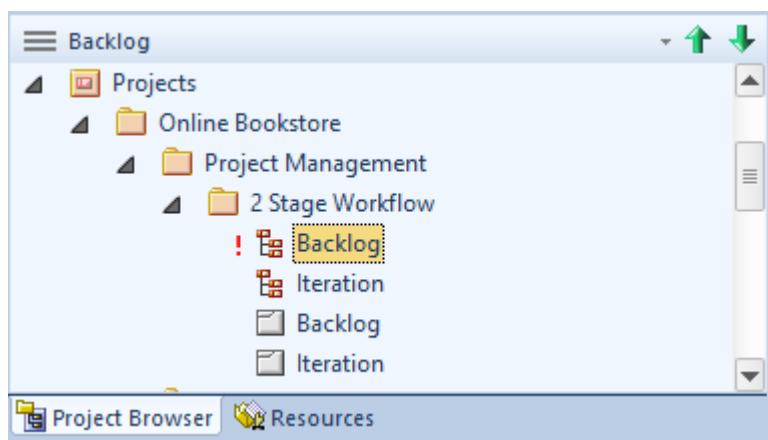 Backlog
Projects
Online Bookstore
Project Management
2 Stage Workflow
! Backlog
Iteration
Backlog
Iteration
Project Browser Resources